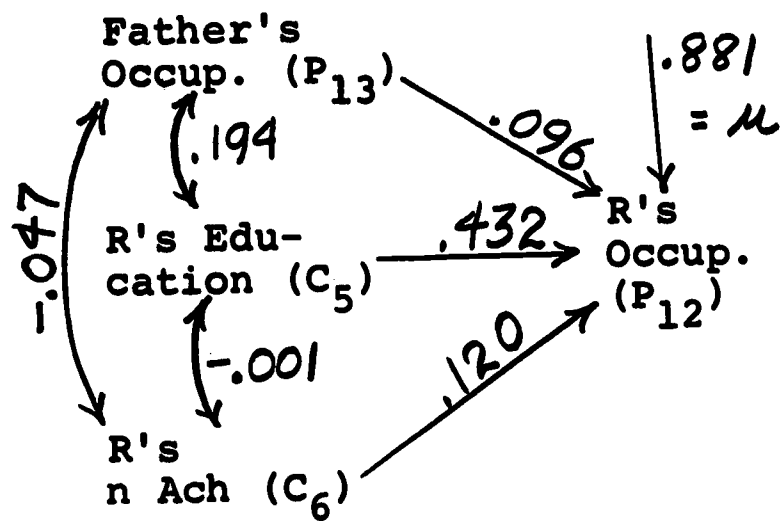 Father's
Occup. (P13)
.881
= μ
.096
.194
-.047
R's Edu-
cation (C5)
.432
R's
Occup.
(P12)
-.001
.120
R's
n Ach (C6)